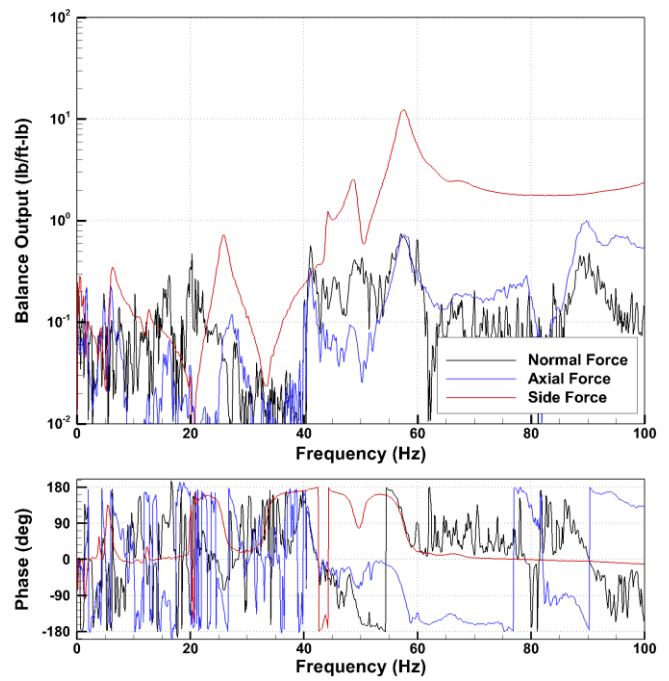 10²
10¹
10⁰
10⁻¹
10⁻²
Balance Output (lb/ft-lb)
Normal Force
Axial Force
Side Force
0 20 40 60 80 100
Frequency (Hz)
180
90
0
-90
-180
Phase (deg)
0 20 40 60 80 100
Frequency (Hz)